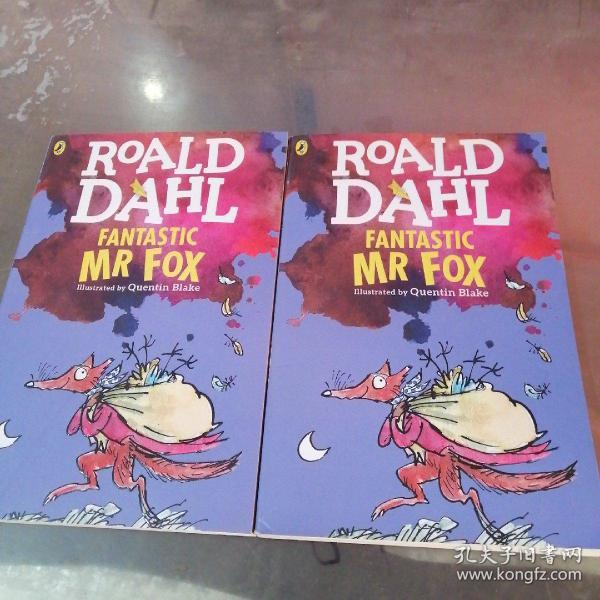 ROALD
DAHL
FANTASTIC
MR FOX
Illustrated by Quentin Blake
ROALD
DAHL
FANTASTIC
MR FOX
Illustrated by Quentin Blake
孔夫子旧书网
www.kongfz.com